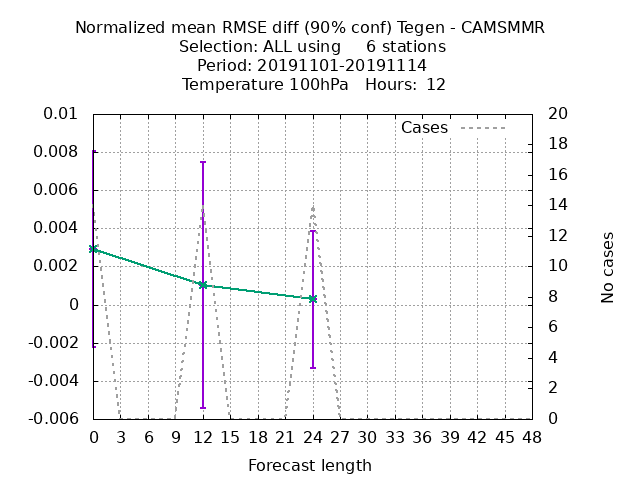 Normalized mean RMSE diff (90% conf) Tegen - CAMSMMR
Selection: ALL using     6 stations
Period: 20191101-20191114
Temperature 100hPa   Hours:  12
0.01
0.008
0.006
0.004
0.002
0
-0.002
-0.004
-0.006
20
18
16
14
12
10
8
6
4
2
0
Cases
No cases
0 3 6 9 12 15 18 21 24 27 30 33 36 39 42 45 48
Forecast length